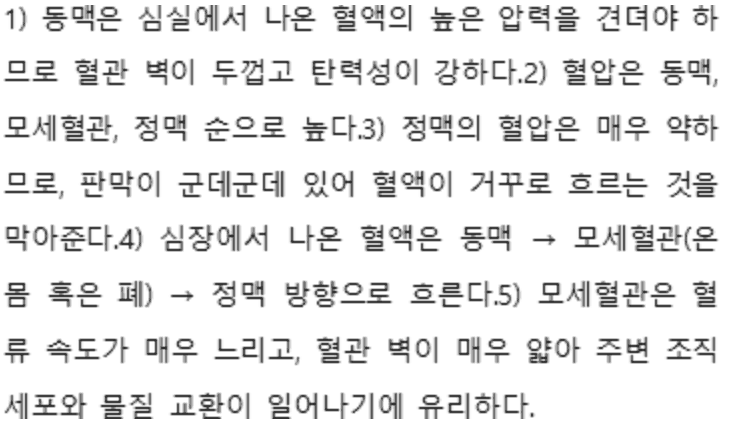 1) 동맥은 심실에서 나온 혈액의 높은 압력을 견뎌야 하
므로 혈관 벽이 두껍고 탄력성이 강하다.2) 혈압은 동맥,
모세혈관, 정맥 순으로 높다.3) 정맥의 혈압은 매우 약하
므로, 판막이 군데군데 있어 혈액이 거꾸로 흐르는 것을
막아준다.4) 심장에서 나온 혈액은 동맥 → 모세혈관(온
몸 혹은 폐) → 정맥 방향으로 흐른다.5) 모세혈관은 혈
류 속도가 매우 느리고, 혈관 벽이 매우 얇아 주변 조직
세포와 물질 교환이 일어나기에 유리하다.